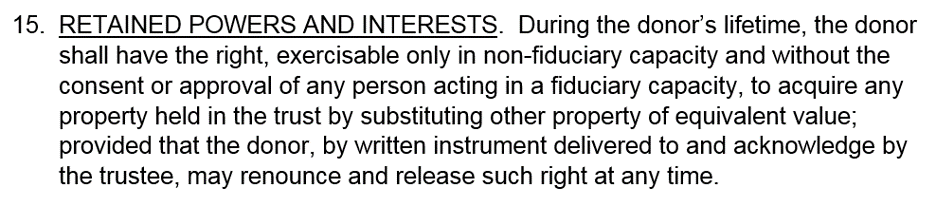 15. RETAINED POWERS AND INTERESTS. During the donor's lifetime, the donor
shall have the right, exercisable only in non-fiduciary capacity and without the
consent or approval of any person acting in a fiduciary capacity, to acquire any
property held in the trust by substituting other property of equivalent value;
provided that the donor, by written instrument delivered to and acknowledge by
the trustee, may renounce and release such right at any time.